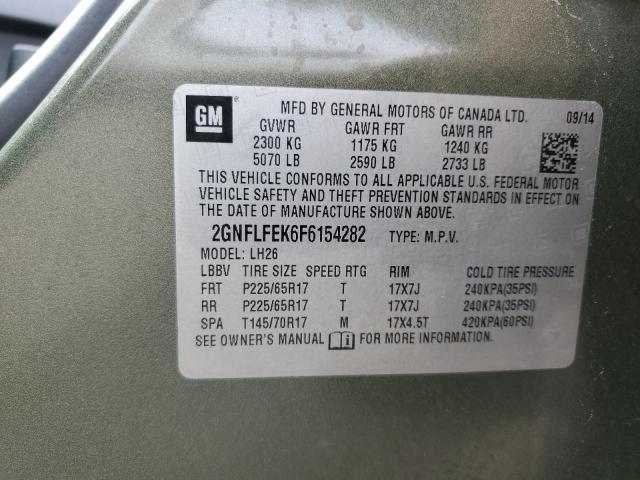 GM
MFD BY GENERAL MOTORS OF CANADA LTD. 09/14
GVWR GAWR FRT GAWR RR
2300 KG 1175 KG 1240 KG
5070 LB 2590 LB 2733 LB
THIS VEHICLE CONFORMS TO ALL APPLICABLE U.S. FEDERAL MOTOR
VEHICLE SAFETY AND THEFT PREVENTION STANDARDS IN EFFECT ON
THE DATE OF MANUFACTURE SHOWN ABOVE.
2GNFLFEK6F6154282 TYPE: M.P.V.
MODEL: LH26
LBBV TIRE SIZE SPEED RTG RIM COLD TIRE PRESSURE
FRT P225/65R17 T 17X7J 240KPA(35PSI)
RR P225/65R17 T 17X7J 240KPA(35PSI)
SPA T145/70R17 M 17X4.5T 420KPA(60PSI)
SEE OWNER'S MANUAL FOR MORE INFORMATION.